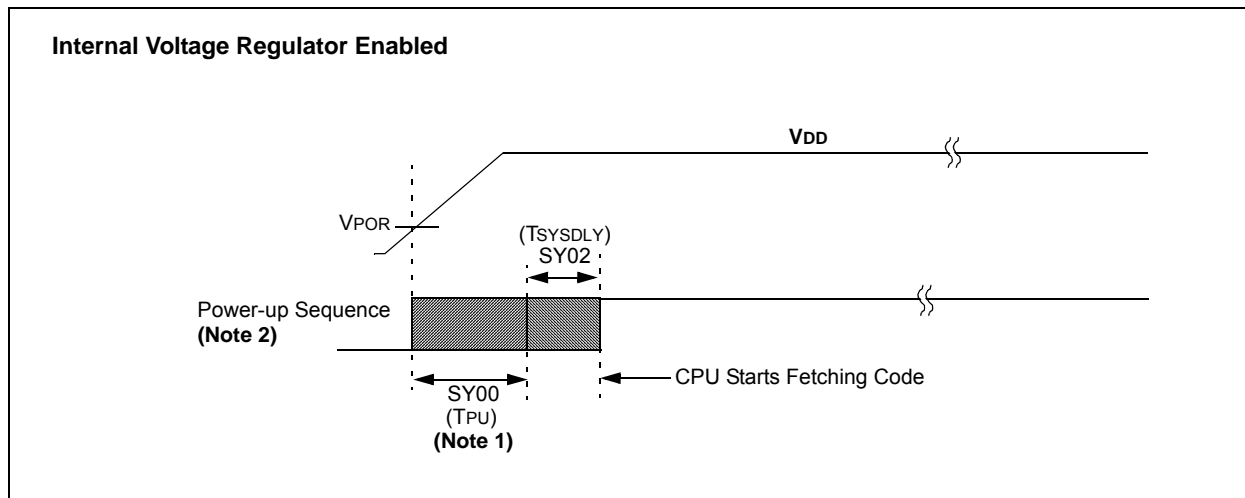 Internal Voltage Regulator Enabled
VDD
VPOR
(TSYSDLY)
SY02
Power-up Sequence
(Note 2)
CPU Starts Fetching Code
SY00
(TPU)
(Note 1)